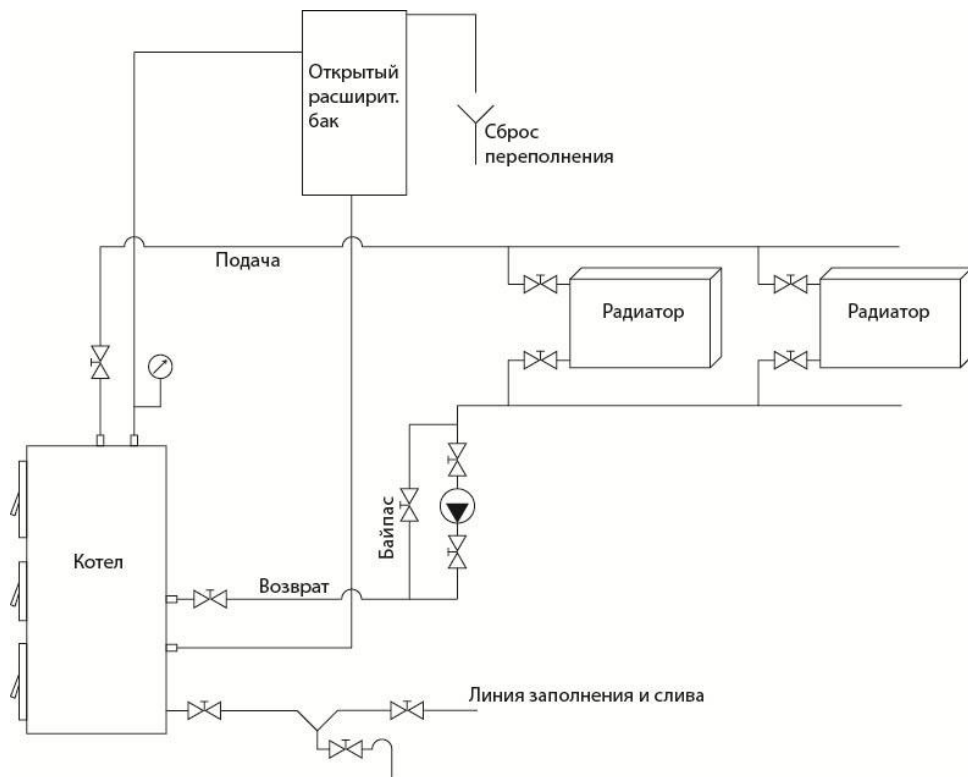 Открытый
расширит.
бак
Сброс
переполнения
Подача
Радиатор
Радиатор
Байпас
Котел
Возврат
Линия заполнения и слива